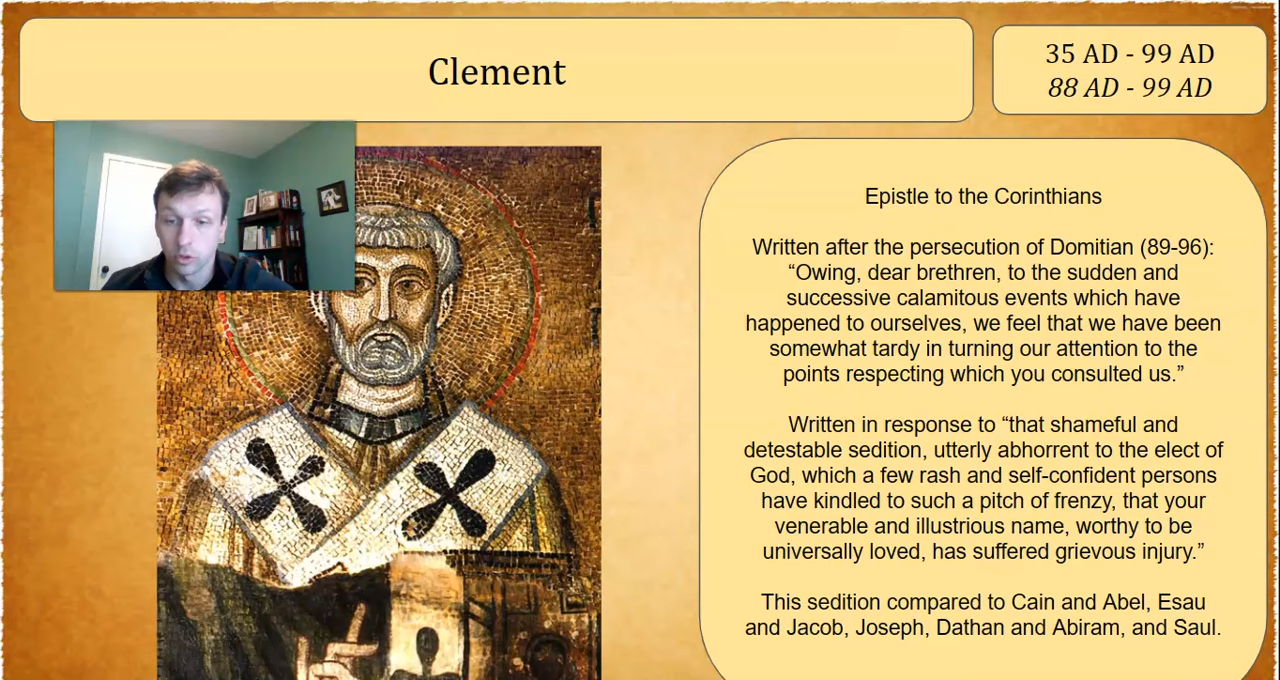 Clement
35 AD - 99 AD
88 AD - 99 AD
Epistle to the Corinthians
Written after the persecution of Domitian (89-96):
“Owing, dear brethren, to the sudden and
successive calamitous events which have
happened to ourselves, we feel that we have been
somewhat tardy in turning our attention to the
points respecting which you consulted us.”
Written in response to “that shameful and
detestable sedition, utterly abhorrent to the elect of
God, which a few rash and self-confident persons
have kindled to such a pitch of frenzy, that your
venerable and illustrious name, worthy to be
universally loved, has suffered grievous injury.”
This sedition compared to Cain and Abel, Esau
and Jacob, Joseph, Dathan and Abiram, and Saul.